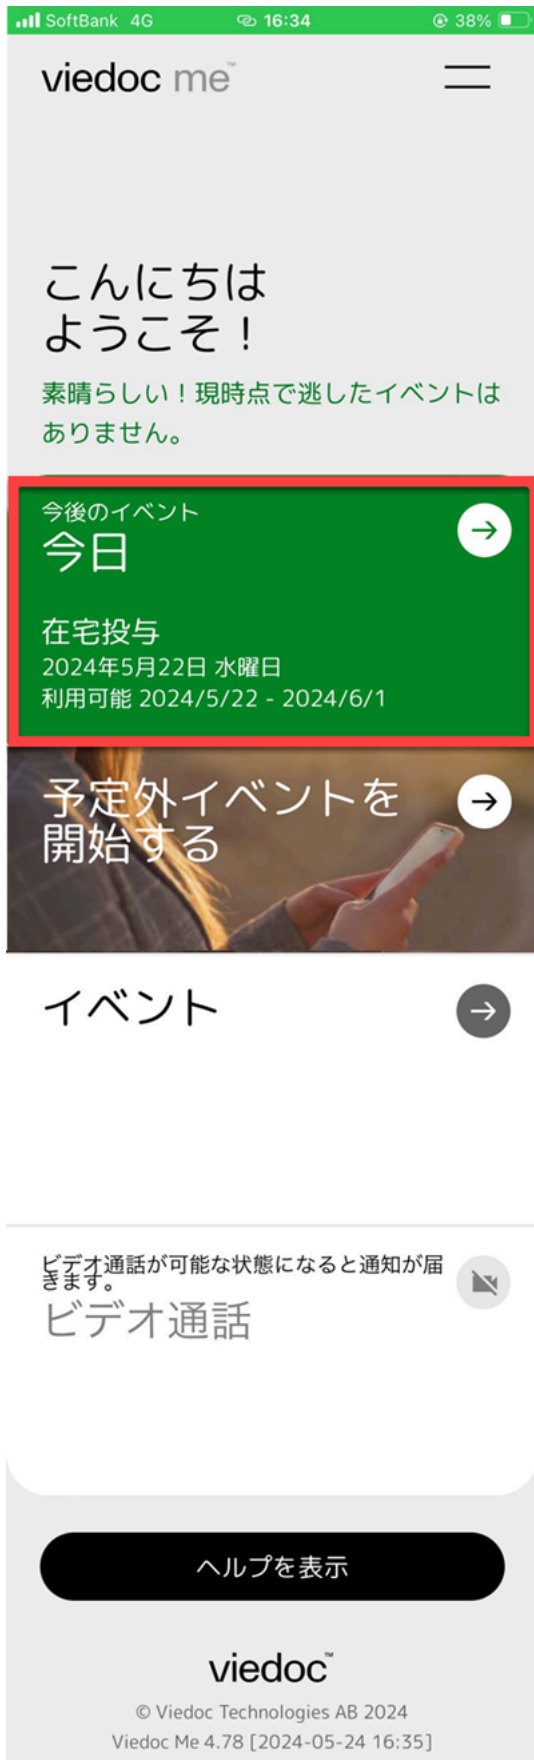 SoftBank 4G 16:34 38%
viedoc me™
こんにちは
ようこそ！
素晴らしい！現時点で逃したイベントは
ありません。
今後のイベント
今日
在宅投与
2024年5月22日 水曜日
利用可能 2024/5/22 - 2024/6/1
予定外イベントを
開始する
イベント
ビデオ通話が可能な状態になると通知が届
きます。
ビデオ通話
ヘルプを表示
viedoc™
© Viedoc Technologies AB 2024
Viedoc Me 4.78 [2024-05-24 16:35]